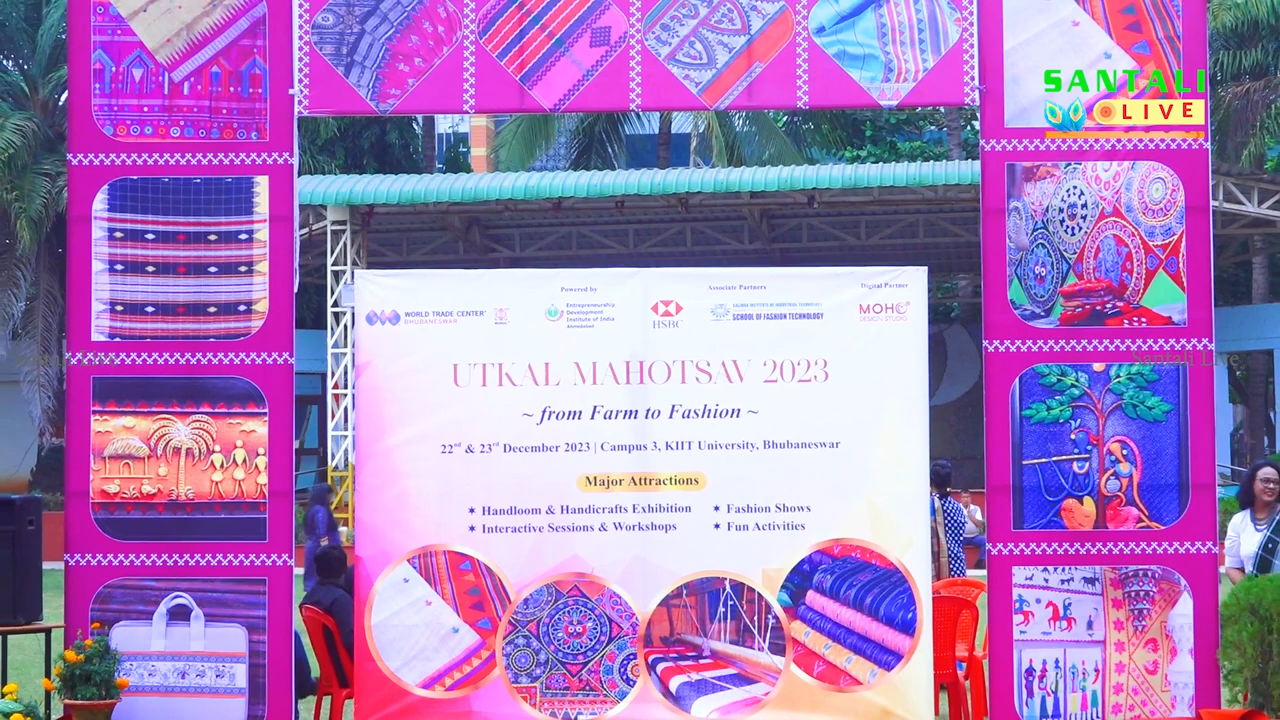 SANTALI
LIVE
Powered by
Associate Partners
Digital Partner
WORLD TRADE CENTER
BHUBANESWAR
Entrepreneurship
Development
Institute of India
Ahmedabad
HSBC
SCHOOL OF FASHION TECHNOLOGY
MOHO
DESIGN STUDIO
UTKAL MAHOTSAV 2023
~ from Farm to Fashion ~
22nd & 23rd December 2023 | Campus 3, KIIT University, Bhubaneswar
Major Attractions
✶ Handloom & Handicrafts Exhibition
✶ Fashion Shows
✶ Interactive Sessions & Workshops
✶ Fun Activities
Santali Live